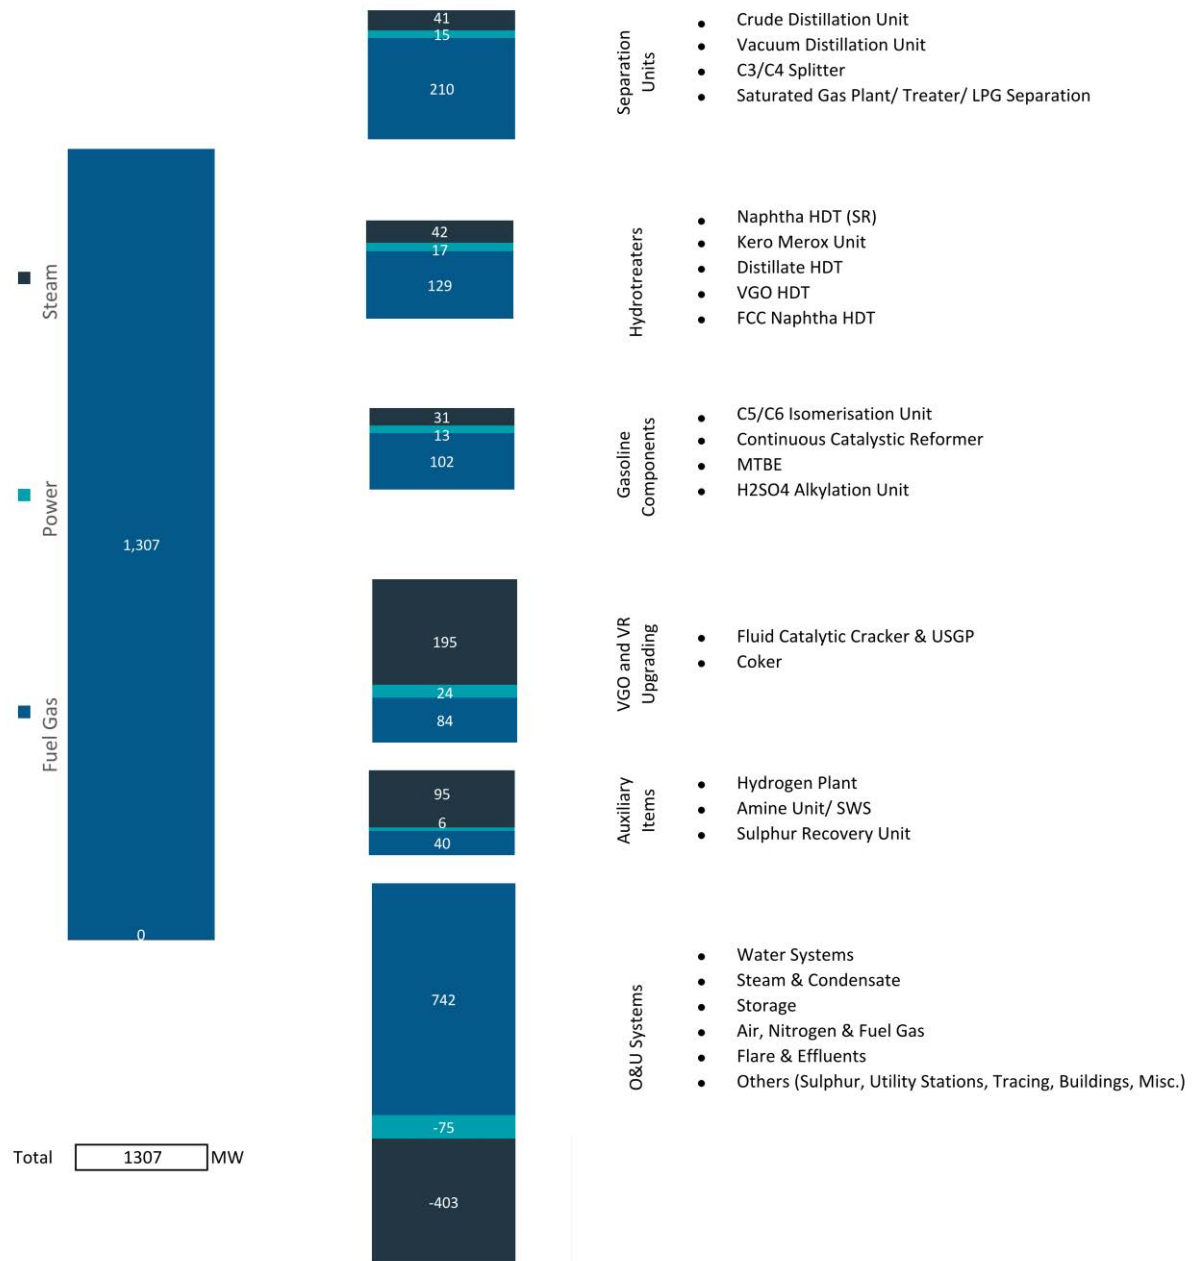 Steam
Power
Fuel Gas
1,307
0
Total 1307 MW
41
15
210
Separation
Units
● Crude Distillation Unit
● Vacuum Distillation Unit
● C3/C4 Splitter
● Saturated Gas Plant/ Treater/ LPG Separation
42
17
129
Hydrotreaters
● Naphtha HDT (SR)
● Kero Merox Unit
● Distillate HDT
● VGO HDT
● FCC Naphtha HDT
31
13
102
Gasoline
Components
● C5/C6 Isomerisation Unit
● Continuous Catalystic Reformer
● MTBE
● H2SO4 Alkylation Unit
195
24
84
VGO and VR
Upgrading
● Fluid Catalytic Cracker & USGP
● Coker
95
6
40
Auxiliary
Items
● Hydrogen Plant
● Amine Unit/ SWS
● Sulphur Recovery Unit
742
-75
-403
O&U Systems
● Water Systems
● Steam & Condensate
● Storage
● Air, Nitrogen & Fuel Gas
● Flare & Effluents
● Others (Sulphur, Utility Stations, Tracing, Buildings, Misc.)